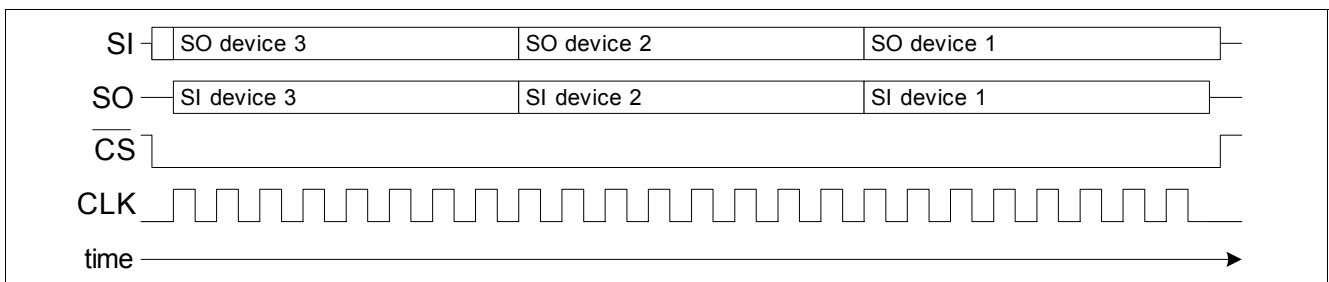 SI SO device 3 SO device 2 SO device 1
SO SI device 3 SI device 2 SI device 1
CS
CLK
time